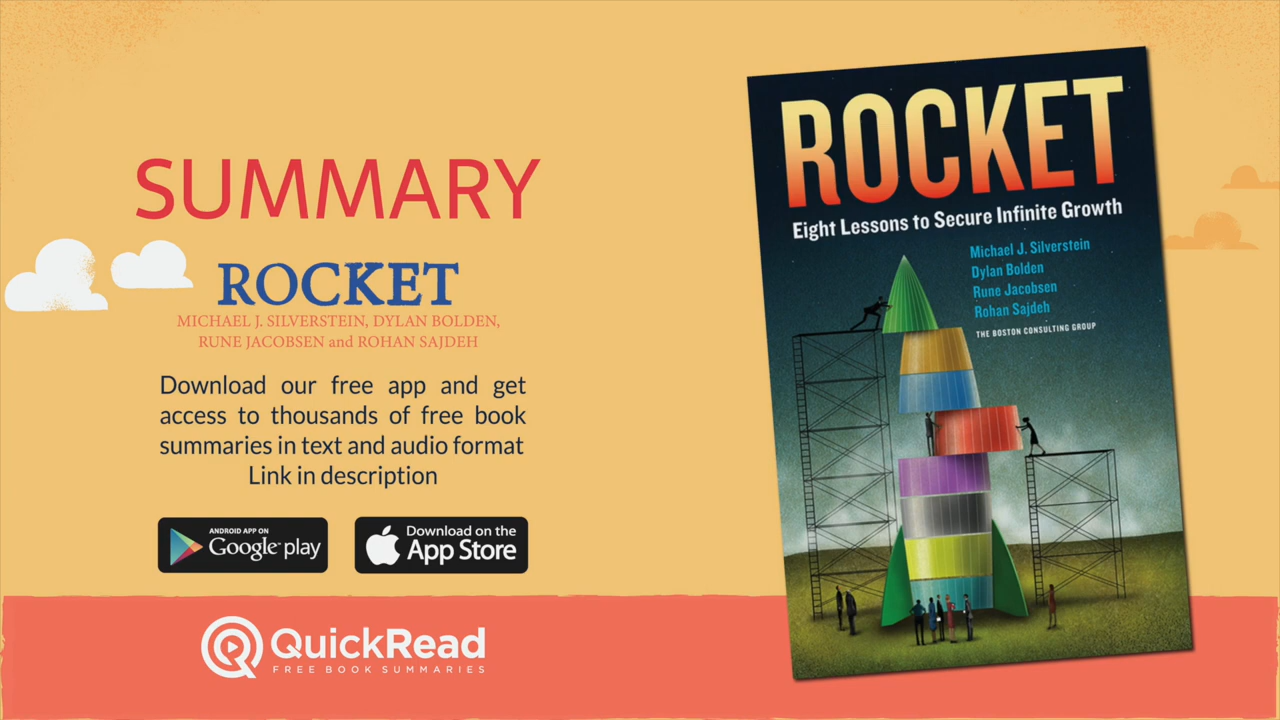 SUMMARY
ROCKET
MICHAEL J. SILVERSTEIN, DYLAN BOLDEN,
RUNE JACOBSEN and ROHAN SAJDEH
Download our free app and get
access to thousands of free book
summaries in text and audio format
Link in description
ANDROID APP ON
Google play
Download on the
App Store
QuickRead
FREE BOOK SUMMARIES
ROCKET
Eight Lessons to Secure Infinite Growth
Michael J. Silverstein
Dylan Bolden
Rune Jacobsen
Rohan Sajdeh
THE BOSTON CONSULTING GROUP